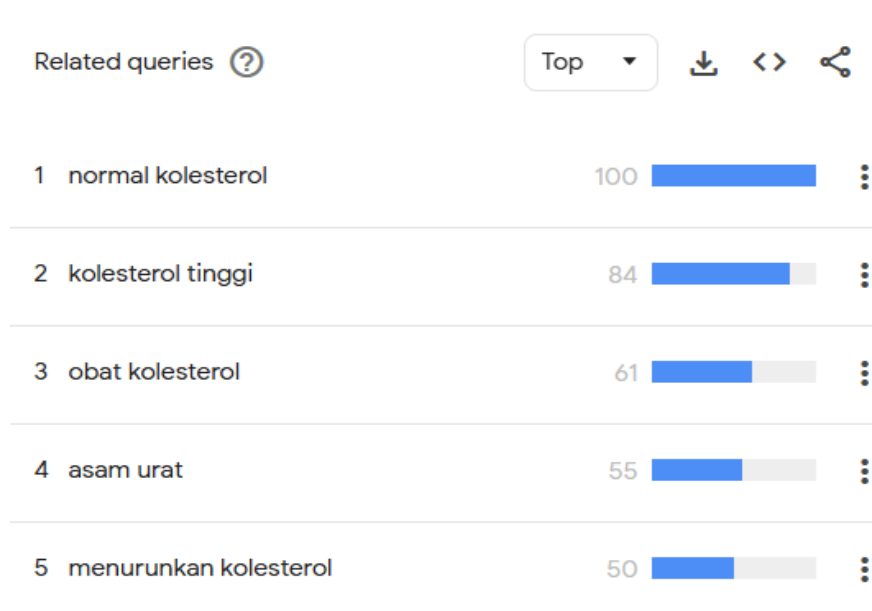 Related queries ? Top <>
1 normal kolesterol 100
2 kolesterol tinggi 84
3 obat kolesterol 61
4 asam urat 55
5 menurunkan kolesterol 50